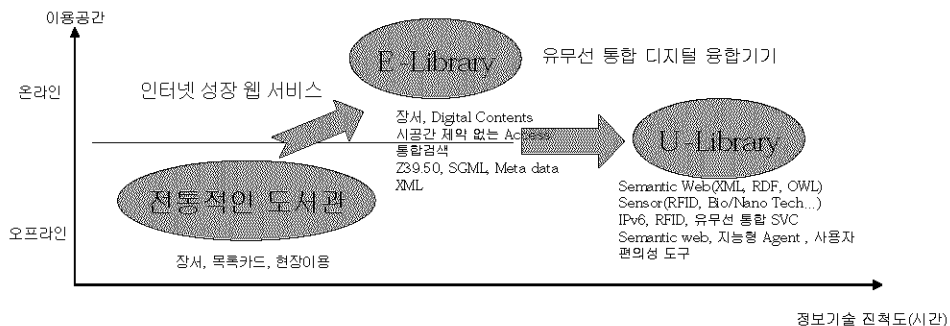 이용공간
E-Library
유무선 통합 디지털 융합기기
온라인
인터넷 성장 웹 서비스
장서, Digital Contents
시공간 제약 없는 Access
통합검색
Z39.50, SGML, Meta data
XML
U-Library
전통적인 도서관
Semantic Web(XML, RDF, OWL)
Sensor(RFID, Bio/Nano Tech...)
IPv6, RFID, 유무선 통합 SVC
Semantic web, 지능형 Agent , 사용자
편의성 도구
오프라인
장서, 목록카드, 현장이용
정보기술 진척도(시간)